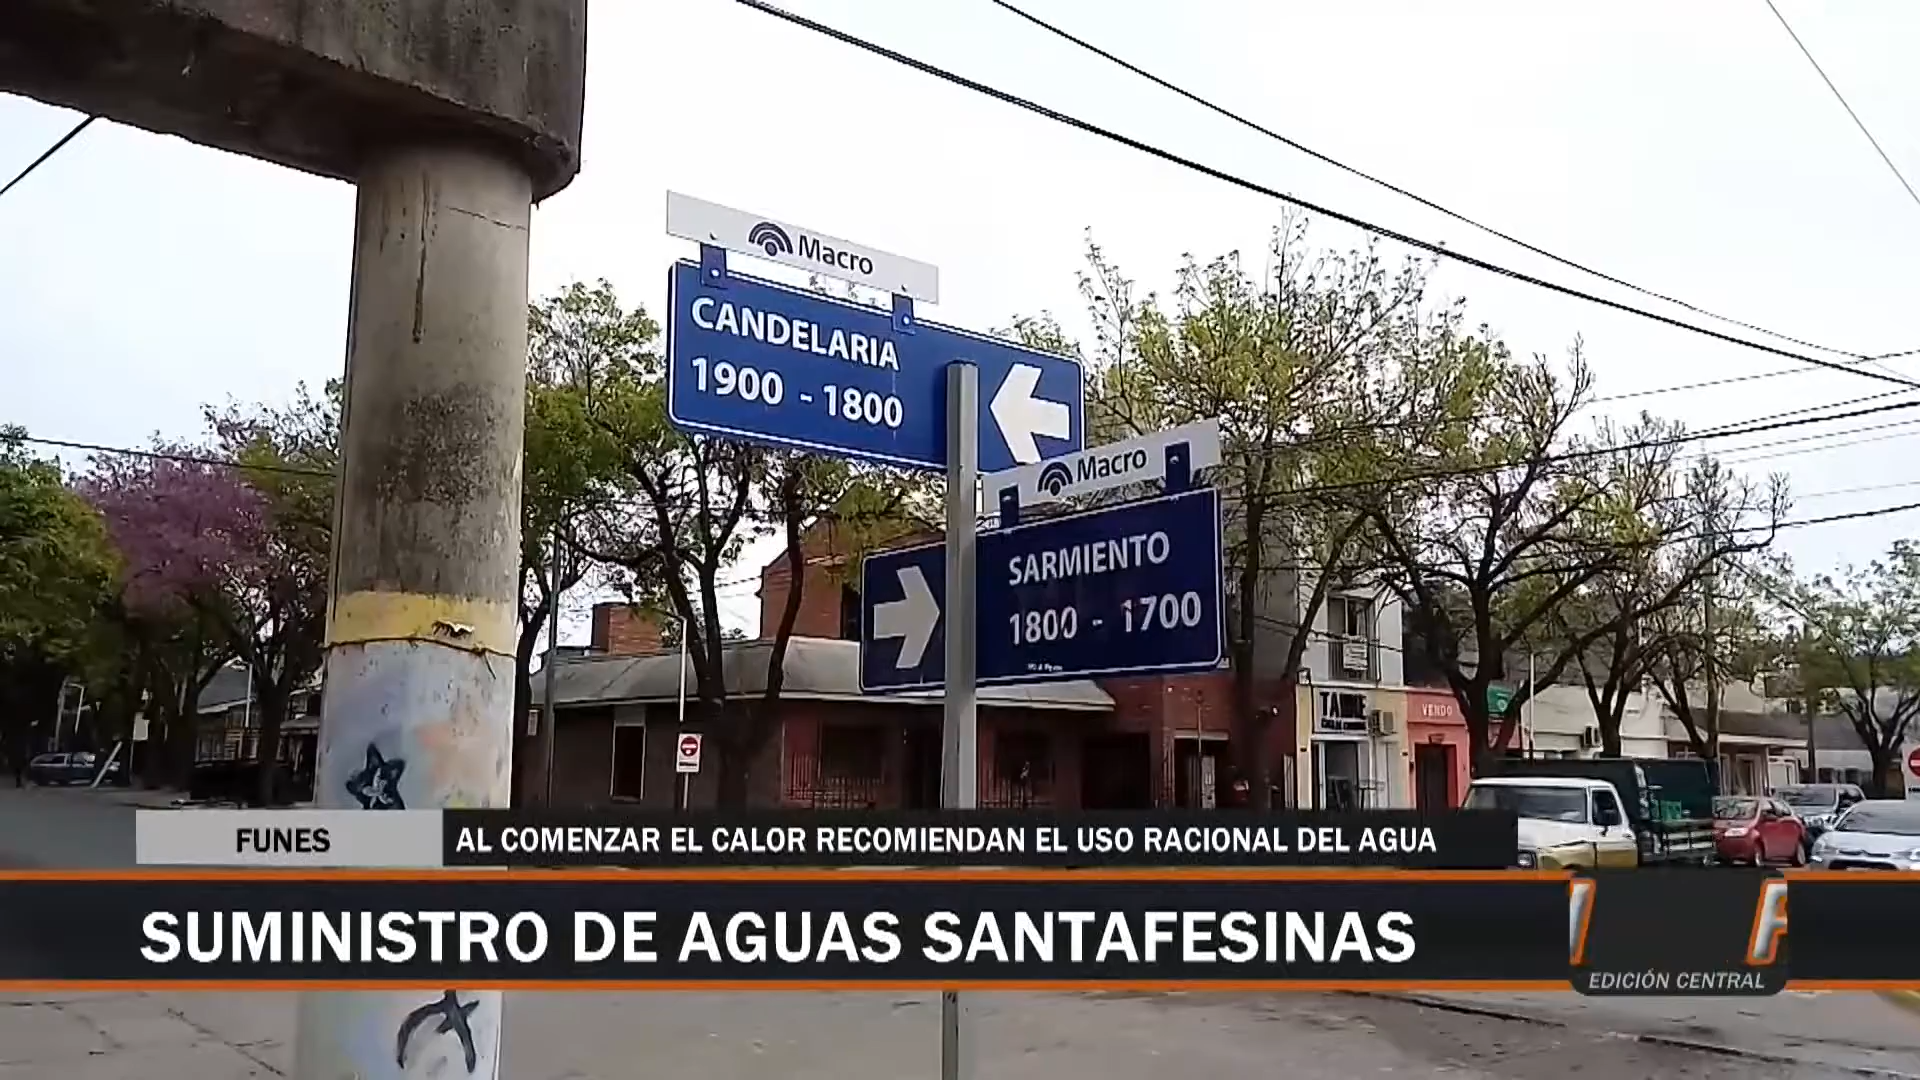 Macro
CANDELARIA
1900 - 1800
Macro
SARMIENTO
1800 - 1700
VENDO
FUNES
AL COMENZAR EL CALOR RECOMIENDAN EL USO RACIONAL DEL AGUA
SUMINISTRO DE AGUAS SANTAFESINAS
EDICIÓN CENTRAL